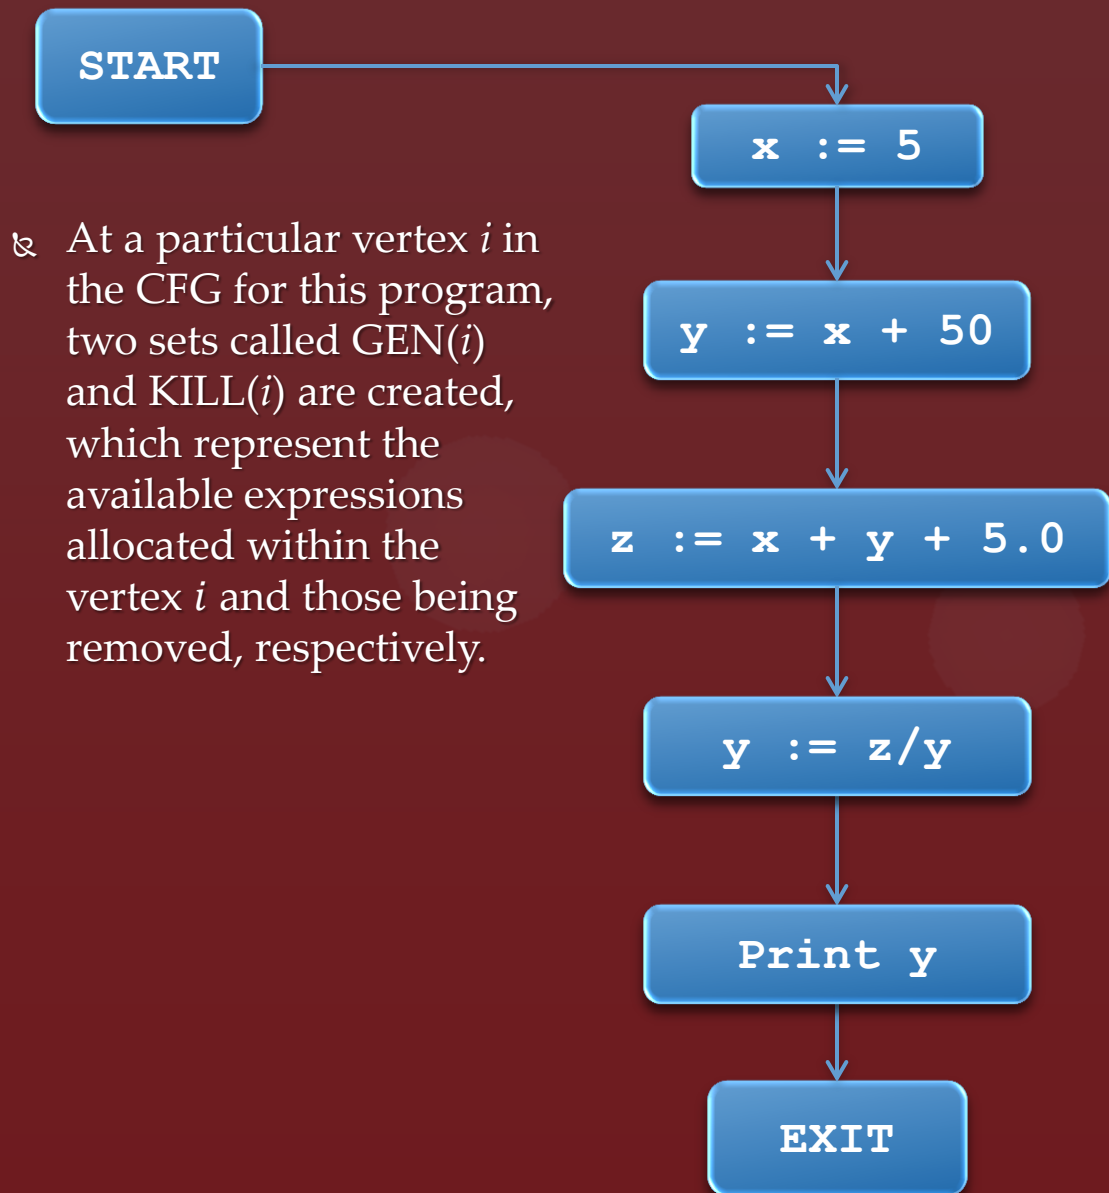 START
x := 5
At a particular vertex i in
the CFG for this program,
two sets called GEN(i)
and KILL(i) are created,
which represent the
available expressions
allocated within the
vertex i and those being
removed, respectively.
y := x + 50
z := x + y + 5.0
y := z/y
Print y
EXIT